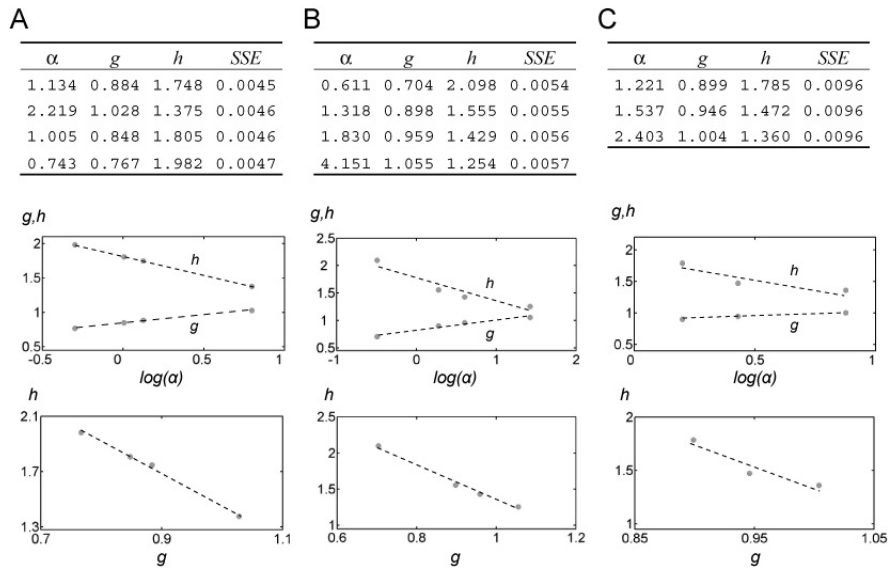 A
α g h SSE
1.134 0.884 1.748 0.0045
2.219 1.028 1.375 0.0046
1.005 0.848 1.805 0.0046
0.743 0.767 1.982 0.0047
B
α g h SSE
0.611 0.704 2.098 0.0054
1.318 0.898 1.555 0.0055
1.830 0.959 1.429 0.0056
4.151 1.055 1.254 0.0057
C
α g h SSE
1.221 0.899 1.785 0.0096
1.537 0.946 1.472 0.0096
2.403 1.004 1.360 0.0096
g,h
2
1.5
1
0.5
h
g
-0.5 0 0.5 1
log(α)
g,h
2.5
2
1.5
1
0.5
h
g
-1 0 1 2
log(α)
g,h
2
1.5
1
0.5
h
g
0 0.5 1
log(α)
h
2.1
1.7
1.3
0.7 0.9 1.1
g
h
2.5
2
1.5
1
0.6 0.8 1 1.2
g
h
2
1.5
1
0.85 0.95 1.05
g